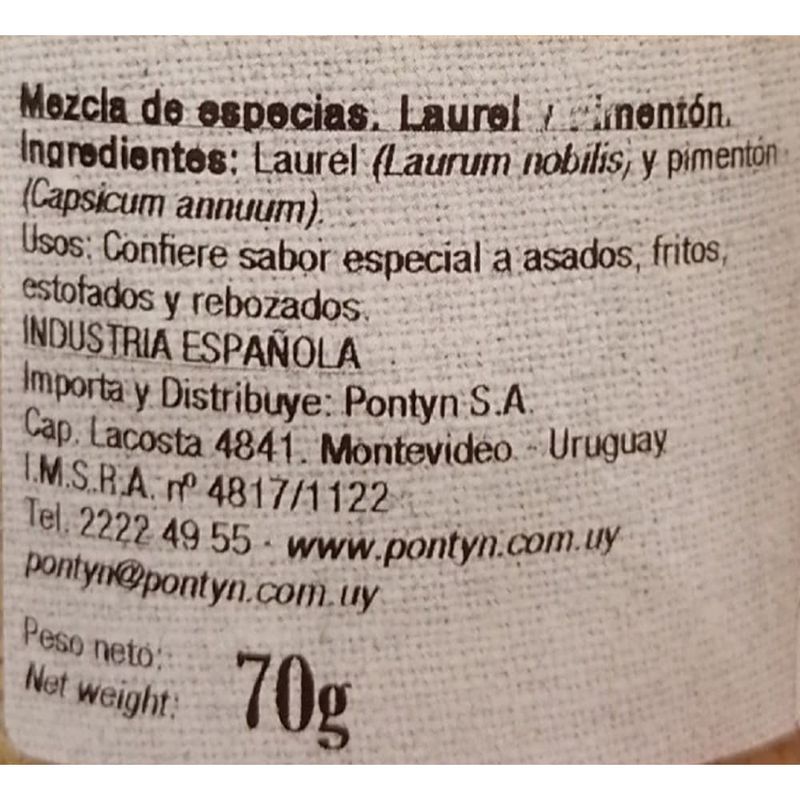 Mezcla de especias. Laurel y pimentón.
Ingredientes: Laurel (Laurum nobilis) y pimentón
(Capsicum annuum).
Usos: Confiere sabor especial a asados, fritos,
estofados y rebozados.
INDUSTRIA ESPAÑOLA
Importa y Distribuye: Pontyn S.A.
Cap. Lacosta 4841. Montevideo - Uruguay
I.M.S.R.A. nº 4817/1122
Tel. 2222 49 55 - www.pontyn.com.uy
pontyn@pontyn.com.uy
Peso neto:
Net weight: 70g